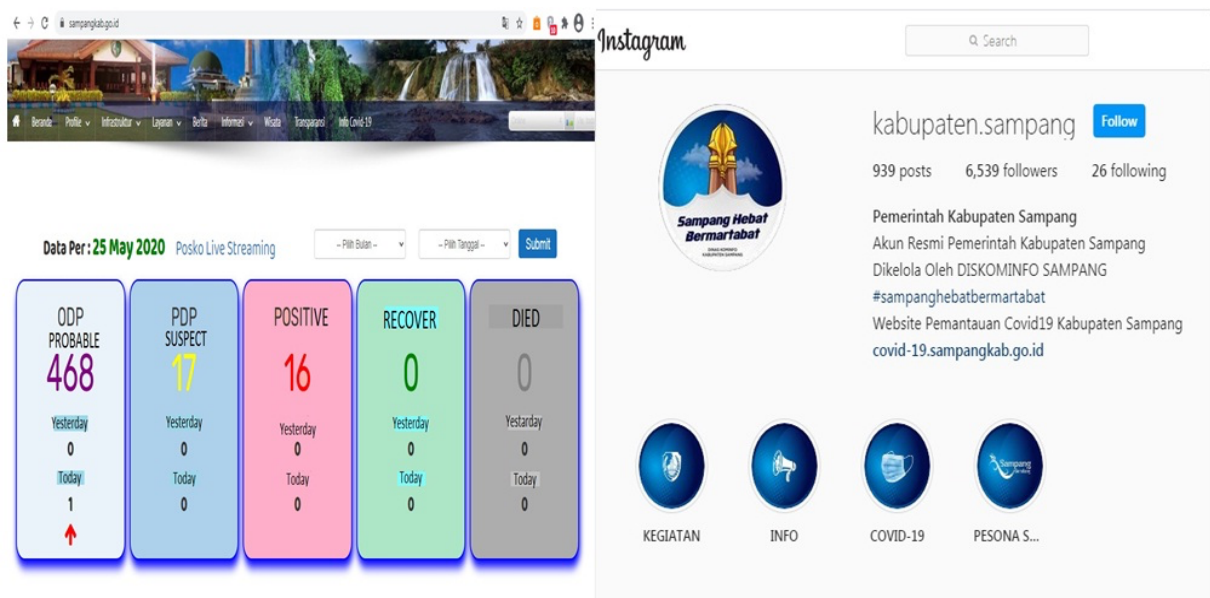 sampangkab.go.id
Beranda Profile Infrastruktur Layanan Berita Informasi Wisata Transparansi Info Covid-19
Data Per : 25 May 2020 Posko Live Streaming -- Pilih Bulan -- -- Pilih Tanggal -- Submit
ODP
PROBABLE
468
Yesterday
0
Today
1
PDP
SUSPECT
17
Yesterday
0
Today
0
POSITIVE
16
Yesterday
0
Today
0
RECOVER
0
Yesterday
0
Today
0
DIED
0
Yestarday
0
Today
0
Instagram
Search
Sampang Hebat
Bermartabat
DINAS KOMINFO
KABUPATEN SAMPANG
kabupaten.sampang Follow
939 posts 6,539 followers 26 following
Pemerintah Kabupaten Sampang
Akun Resmi Pemerintah Kabupaten Sampang
Dikelola Oleh DISKOMINFO SAMPANG
#sampanghebatbermartabat
Website Pemantauan Covid19 Kabupaten Sampang
covid-19.sampangkab.go.id
Sampang
KEGIATAN INFO COVID-19 PESONA S...